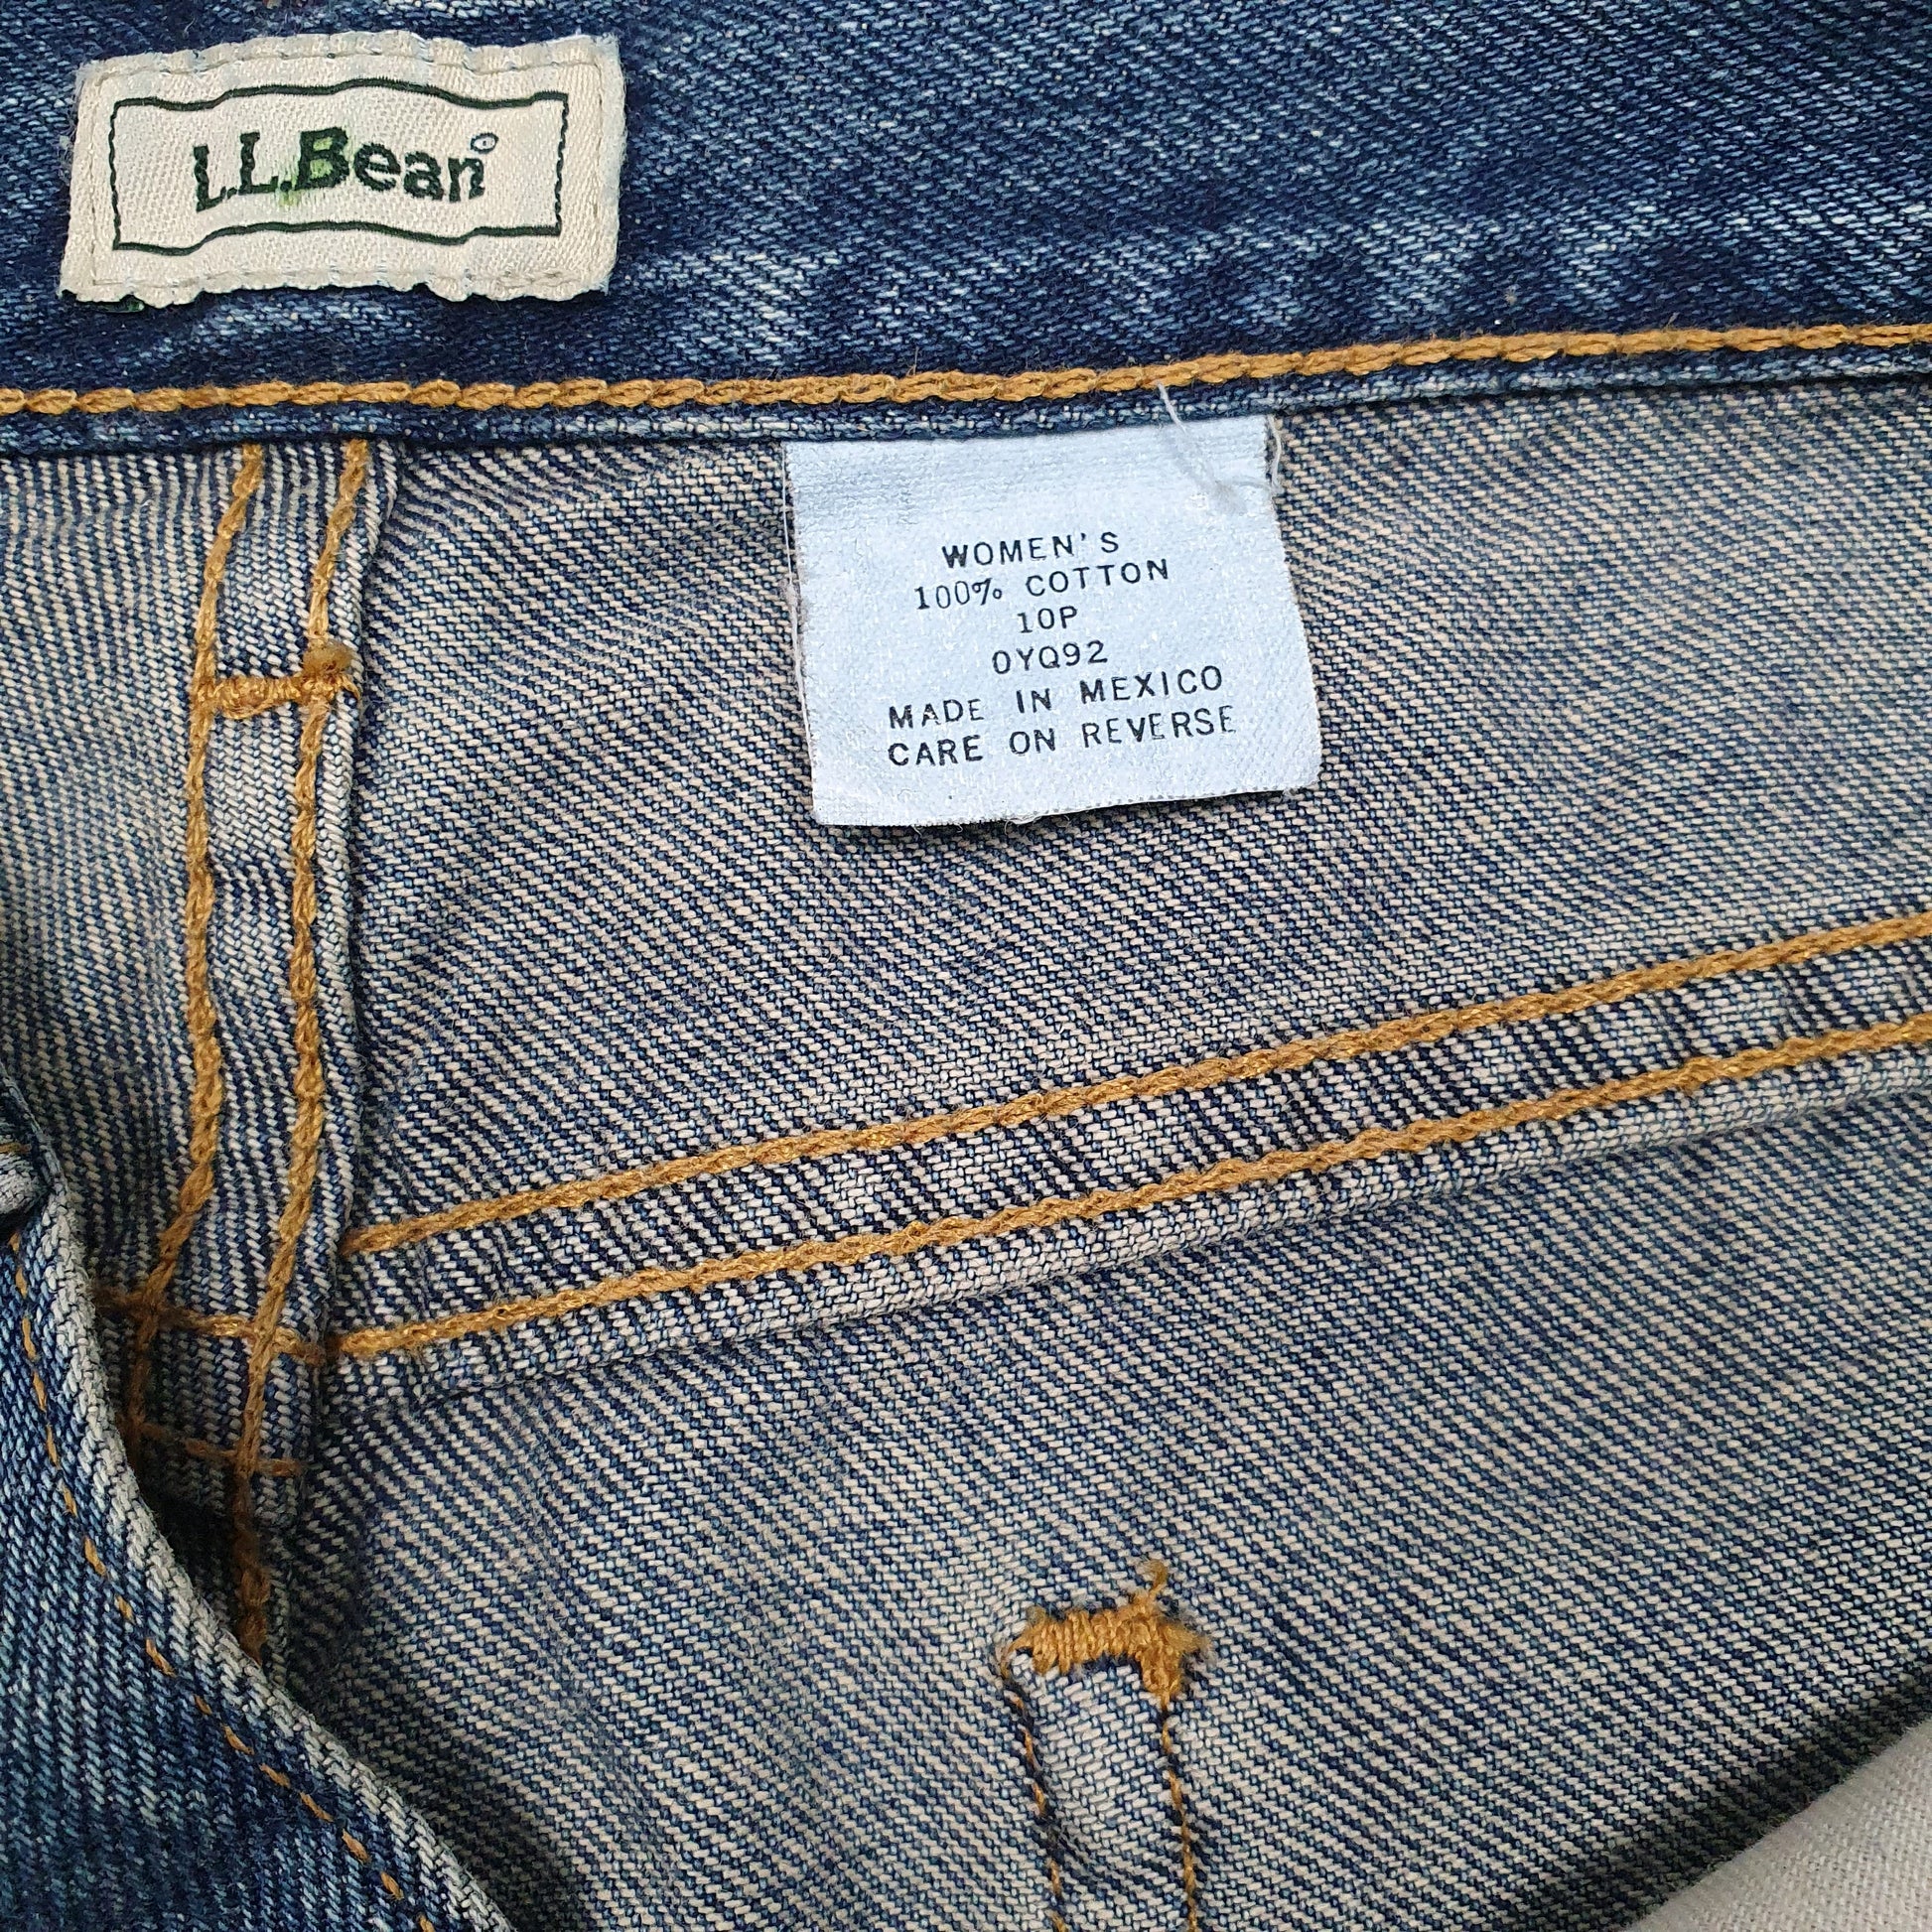 L.L.Bean
WOMEN'S
100% COTTON
10P
0YQ92
MADE IN MEXICO
CARE ON REVERSE